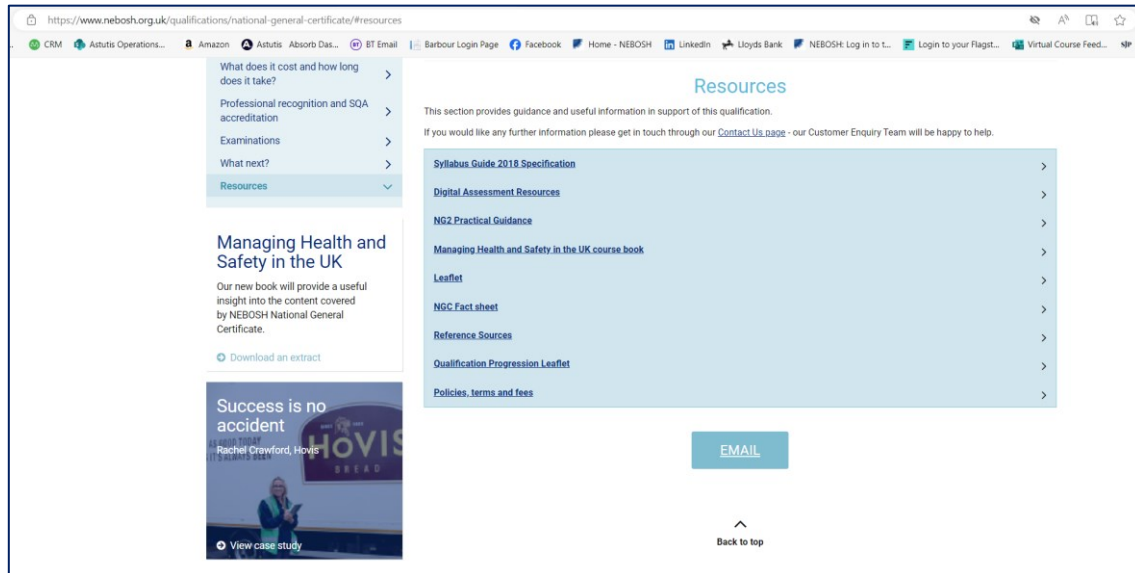 https://www.nebosh.org.uk/qualifications/national-general-certificate/#resources
CRM Astutis Operations... Amazon Astutis Absorb Das... BT Email Barbour Login Page Facebook Home - NEBOSH LinkedIn Lloyds Bank NEBOSH: Log in to t... Login to your Flagst... Virtual Course Feed...
What does it cost and how long
does it take?
Professional recognition and SQA
accreditation
Examinations
What next?
Resources
Managing Health and
Safety in the UK
Our new book will provide a useful
insight into the content covered
by NEBOSH National General
Certificate.
Download an extract
Success is no
accident
Rachel Crawford, Hovis
HOVIS
BREAD
View case study
Resources
This section provides guidance and useful information in support of this qualification.
If you would like any further information please get in touch through our Contact Us page - our Customer Enquiry Team will be happy to help.
Syllabus Guide 2018 Specification
Digital Assessment Resources
NG2 Practical Guidance
Managing Health and Safety in the UK course book
Leaflet
NGC Fact sheet
Reference Sources
Qualification Progression Leaflet
Policies, terms and fees
EMAIL
Back to top